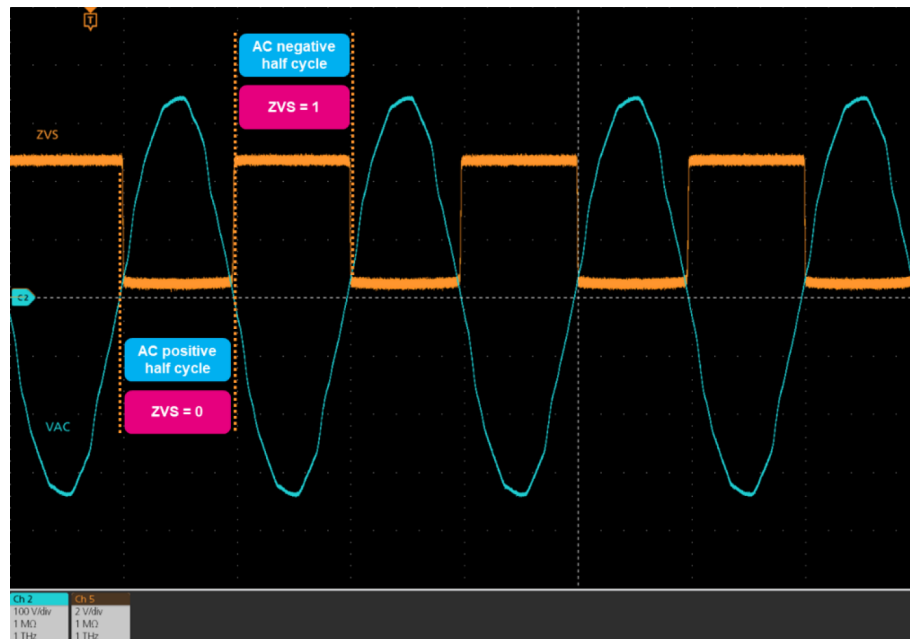 T
AC negative
half cycle
ZVS = 1
ZVS
C2
AC positive
half cycle
ZVS = 0
VAC
Ch 2
100 V/div
1 MΩ
1 THz
Ch 5
2 V/div
1 MΩ
1 THz